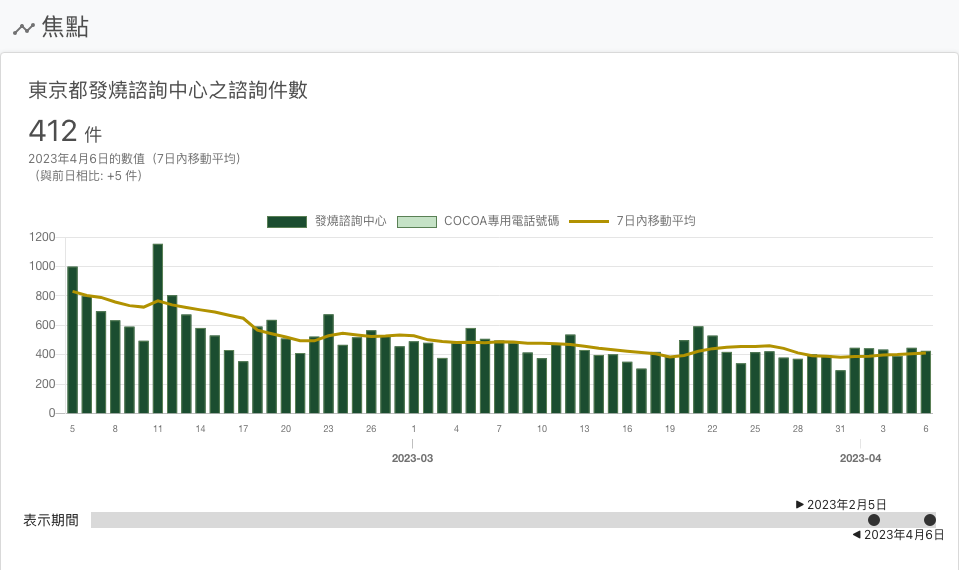 焦點
東京都發燒諮詢中心之諮詢件數
412 件
2023年4月6日的數值（7日內移動平均）
（與前日相比: +5 件）
發燒諮詢中心 COCOA專用電話號碼 7日內移動平均
1200
1000
800
600
400
200
0
5 8 11 14 17 20 23 26 1 4 7 10 13 16 19 22 25 28 31 3 6
2023-03 2023-04
▶ 2023年2月5日
表示期間
◀ 2023年4月6日